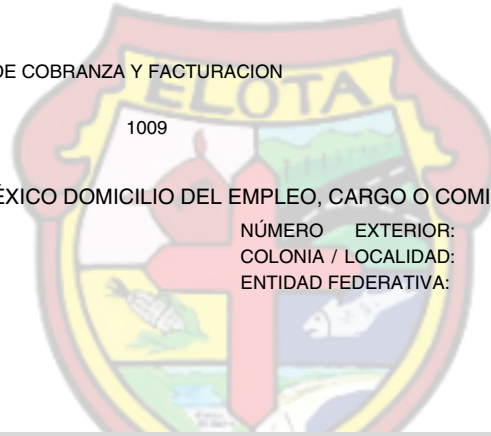 DE COBRANZA Y FACTURACION
ELOTA
1009
ÉXICO DOMICILIO DEL EMPLEO, CARGO O COMI
NÚMERO EXTERIOR:
COLONIA / LOCALIDAD:
ENTIDAD FEDERATIVA: